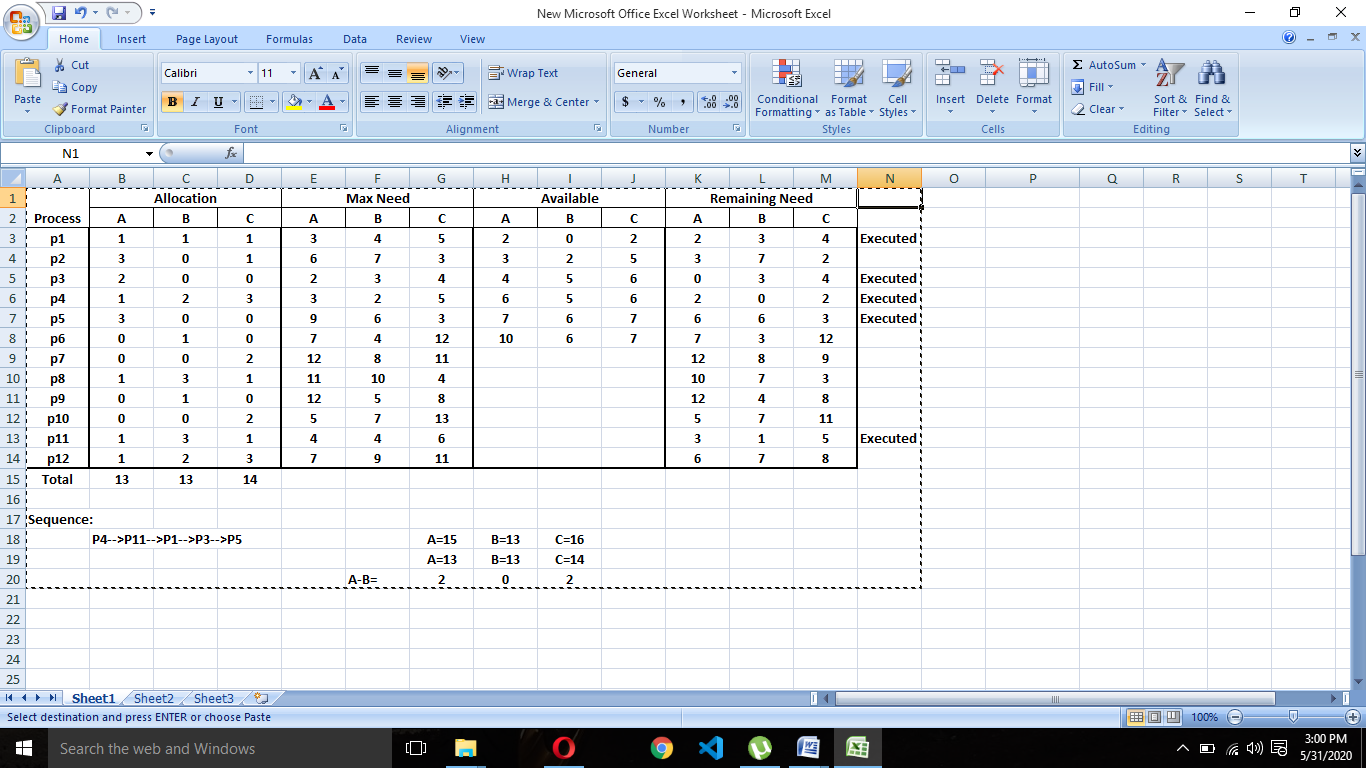 New Microsoft Office Excel Worksheet - Microsoft Excel
Home Insert Page Layout Formulas Data Review View
Paste Cut Copy Format Painter
Calibri 11 A A
B I U A
Wrap Text
Merge & Center
General
$ % , .0 .00 .00 .0
Conditional Formatting Format as Table Cell Styles
Insert Delete Format
Σ AutoSum Fill Clear
Sort & Filter Find & Select
Clipboard Font Alignment Number Styles Cells Editing
N1 fx
A B C D E F G H I J K L M N O P Q R S T
1 Allocation Max Need Available Remaining Need
2 Process A B C A B C A B C A B C
3 p1 1 1 1 3 4 5 2 0 2 2 3 4 Executed
4 p2 3 0 1 6 7 3 3 2 5 3 7 2
5 p3 2 0 0 2 3 4 4 5 6 0 3 4 Executed
6 p4 1 2 3 3 2 5 6 5 6 2 0 2 Executed
7 p5 3 0 0 9 6 3 7 6 7 6 6 3 Executed
8 p6 0 1 0 7 4 12 10 6 7 7 3 12
9 p7 0 0 2 12 8 11 12 8 9
10 p8 1 3 1 11 10 4 10 7 3
11 p9 0 1 0 12 5 8 12 4 8
12 p10 0 0 2 5 7 13 5 7 11
13 p11 1 3 1 4 4 6 3 1 5 Executed
14 p12 1 2 3 7 9 11 6 7 8
15 Total 13 13 14
16
17 Sequence:
18 P4-->P11-->P1-->P3-->P5 A=15 B=13 C=16
19 A=13 B=13 C=14
20 A-B= 2 0 2
21
22
23
24
25
Sheet1 Sheet2 Sheet3
Select destination and press ENTER or choose Paste 100%
Search the web and Windows
3:00 PM
5/31/2020